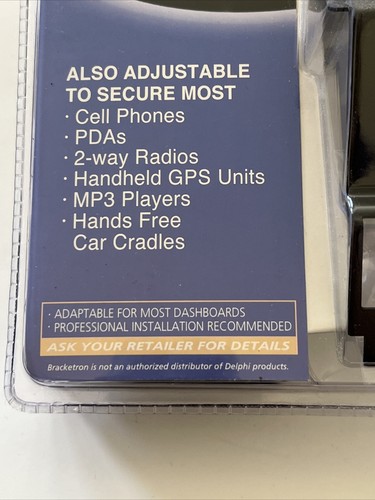 ALSO ADJUSTABLE
TO SECURE MOST
· Cell Phones
· PDAs
· 2-way Radios
· Handheld GPS Units
· MP3 Players
· Hands Free
Car Cradles
· ADAPTABLE FOR MOST DASHBOARDS
· PROFESSIONAL INSTALLATION RECOMMENDED
ASK YOUR RETAILER FOR DETAILS
Bracketron is not an authorized distributor of Delphi products.